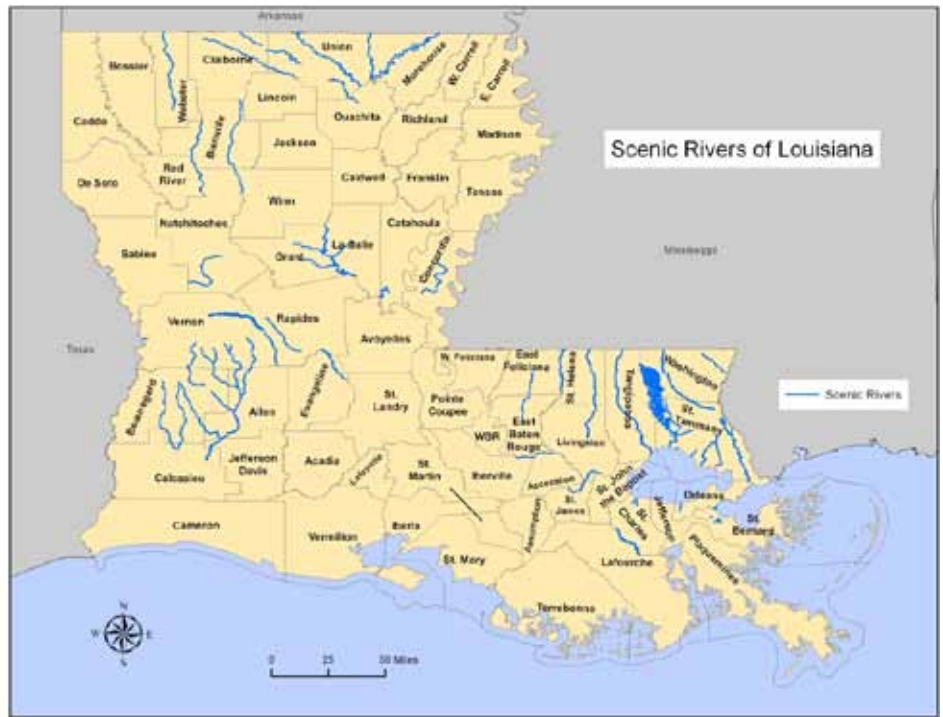 Arkansas
Bossier
Webster
Claiborne
Union
Morehouse
W. Carroll
E. Carroll
Caddo
Bienville
Lincoln
Ouachita
Richland
Madison
Jackson
Scenic Rivers of Louisiana
De Soto
Red
River
Caldwell
Franklin
Tensas
Winn
Natchitoches
Catahoula
Sabine
Grant
La Salle
Concordia
Mississippi
Vernon
Rapides
Texas
Avoyelles
W. Feliciana
East
Feliciana
St. Helena
Tangipahoa
Washington
Scenic Rivers
Beauregard
Allen
Evangeline
St.
Landry
Pointe
Coupee
St.
Tammany
WBR
East
Baton
Rouge
Livingston
Calcasieu
Jefferson
Davis
Acadia
Lafayette
St.
Martin
Iberville
Ascension
St. John
the Baptist
Orleans
Cameron
Vermilion
Iberia
Assumption
St.
James
St.
Charles
Jefferson
St.
Bernard
Plaquemines
St. Mary
Lafourche
Terrebonne
N
W
E
S
0
25
50 Miles